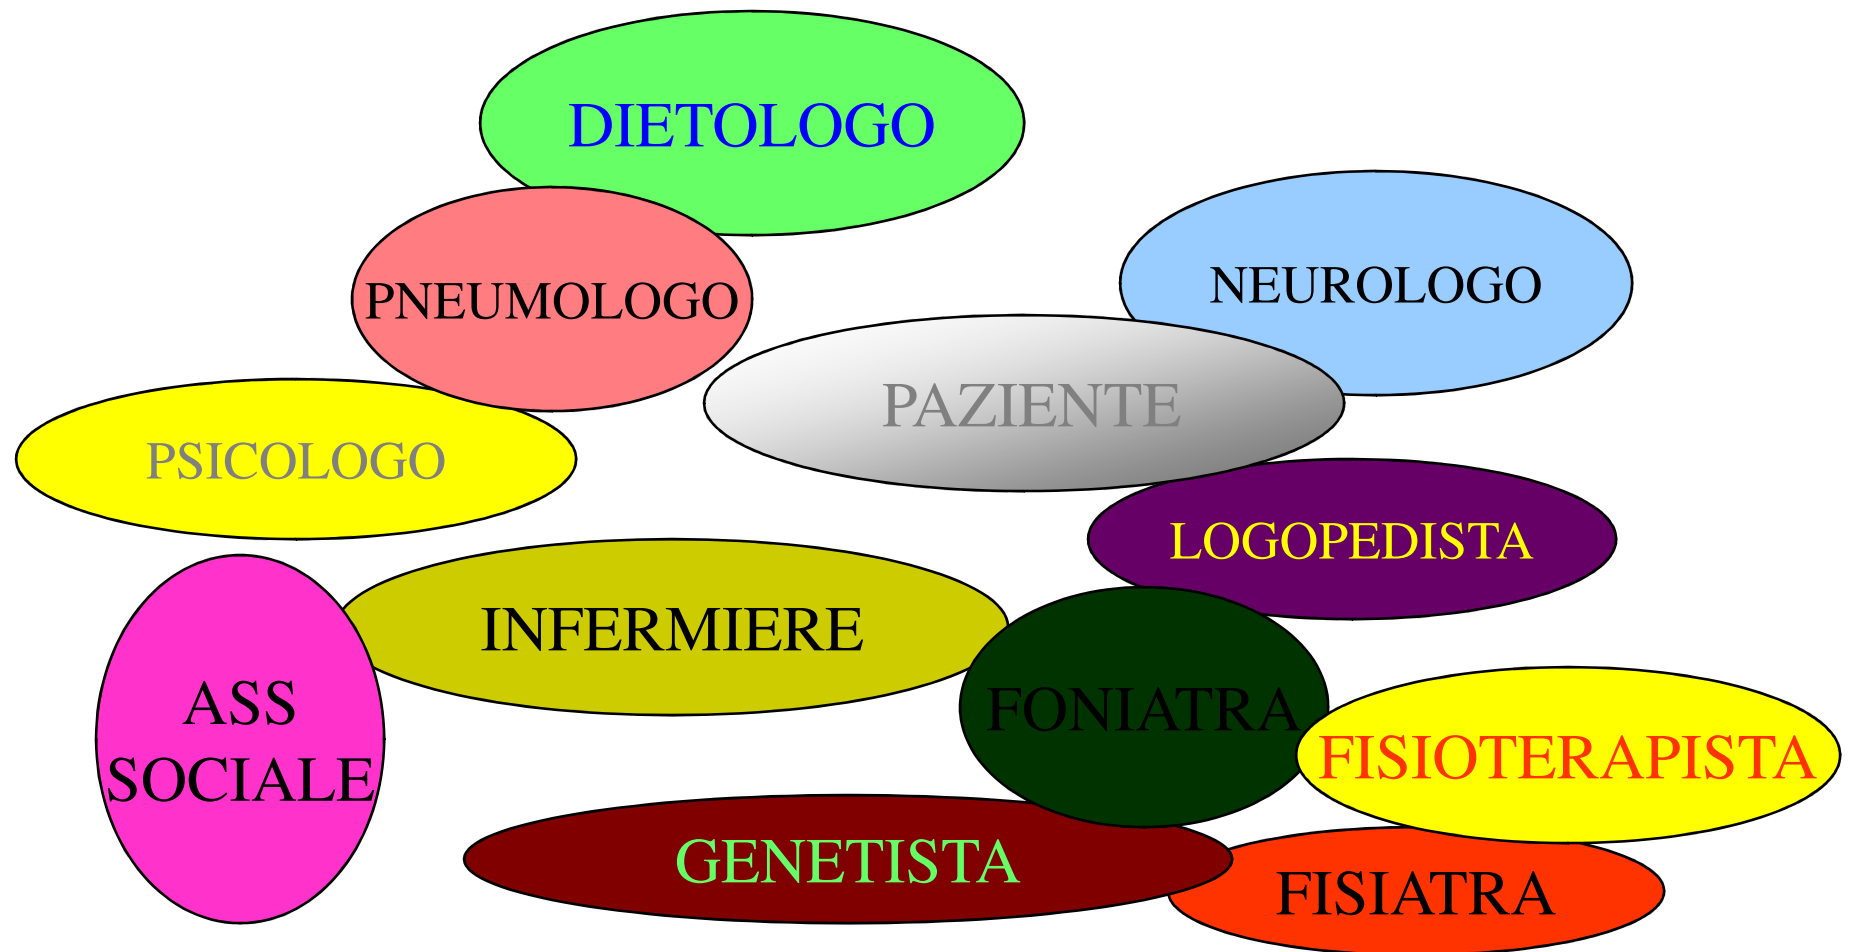 DIETOLOGO
PNEUMOLOGO
NEUROLOGO
PAZIENTE
PSICOLOGO
LOGOPEDISTA
INFERMIERE
ASS
SOCIALE
FONIATRA
FISIOTERAPISTA
GENETISTA
FISIATRA